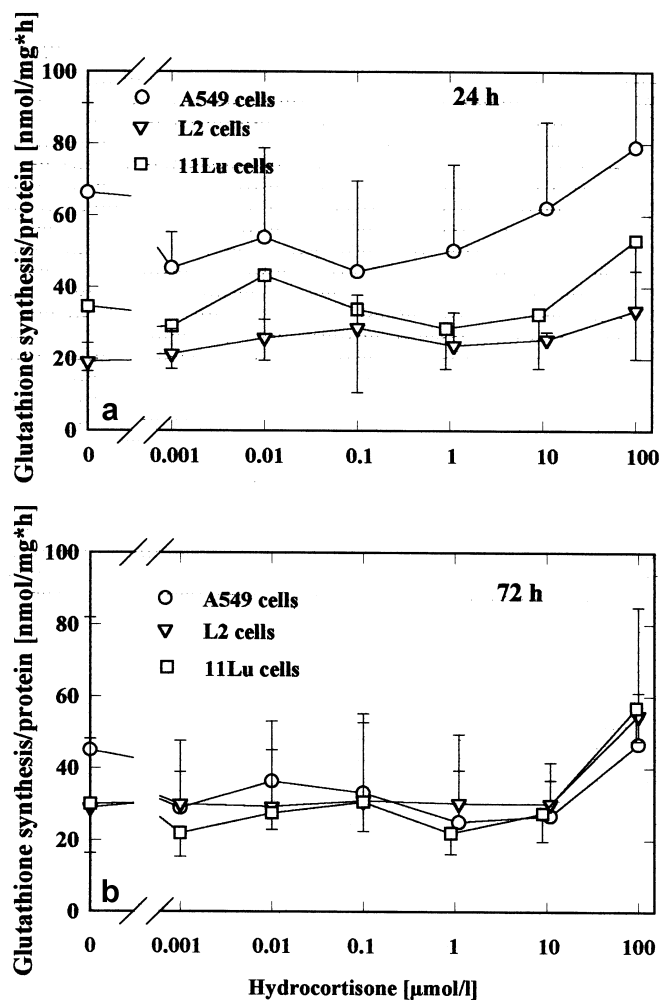 Glutathione synthesis/protein [nmol/mg*h]
100
80
60
40
20
0
A549 cells
L2 cells
11Lu cells
24 h
a
0 0.001 0.01 0.1 1 10 100
Glutathione synthesis/protein [nmol/mg*h]
100
80
60
40
20
0
A549 cells
L2 cells
11Lu cells
72 h
b
0 0.001 0.01 0.1 1 10 100
Hydrocortisone [µmol/l]